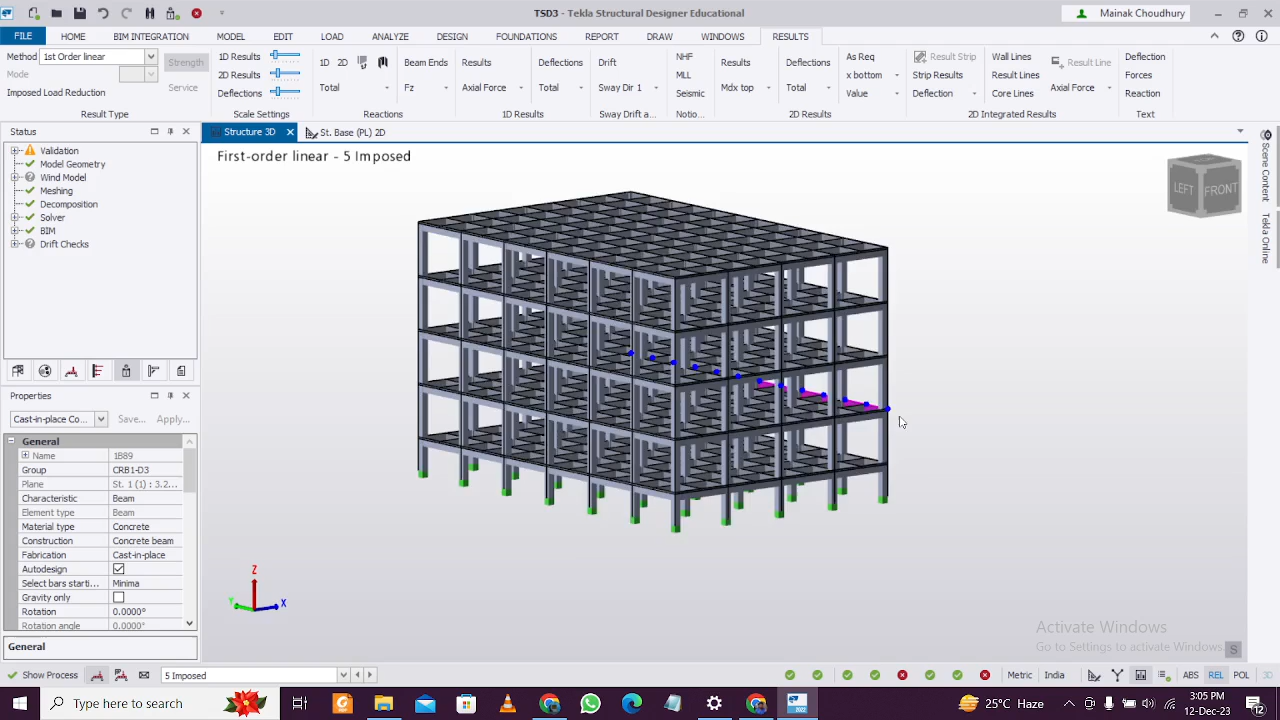 TSD3 - Tekla Structural Designer Educational
Mainak Choudhury
FILE HOME BIM INTEGRATION MODEL EDIT LOAD ANALYZE DESIGN FOUNDATIONS REPORT DRAW WINDOWS RESULTS
Method 1st Order linear Strength
Mode
Service
Imposed Load Reduction
Result Type
1D Results
2D Results
Deflections
Scale Settings
1D 2D
Total
Beam Ends
Fz
Reactions
Results
Axial Force
Deflections
Total
1D Results
Drift
Sway Dir 1
Sway Drift a...
NHF
MLL
Seismic
Notio...
Results
Mdx top
Deflections
Total
2D Results
As Req
x bottom
Value
Result Strip
Strip Results
Deflection
Wall Lines
Result Lines
Core Lines
Result Line
Axial Force
2D Integrated Results
Deflection
Forces
Reaction
Text
Status
Validation
Model Geometry
Wind Model
Meshing
Decomposition
Solver
BIM
Drift Checks
Structure 3D
St. Base (PL) 2D
First-order linear - 5 Imposed
LEFT FRONT
Scene Content
Tekla Online
Properties
Cast-in-place Co... Save... Apply...
General
Name 1B89
Group CRB1-D3
Plane St. 1 (1) : 3.2...
Characteristic Beam
Element type Beam
Material type Concrete
Construction Concrete beam
Fabrication Cast-in-place
Autodesign
Select bars starti... Minima
Gravity only
Rotation 0.0000°
Rotation angle 0.0000°
General
Z
Y
X
Activate Windows
Go to Settings to activate Windows.
S
Show Process
5 Imposed
Metric India ABS REL POL 3D
Type here to search
25°C Haze
3:05 PM
12-Dec-23